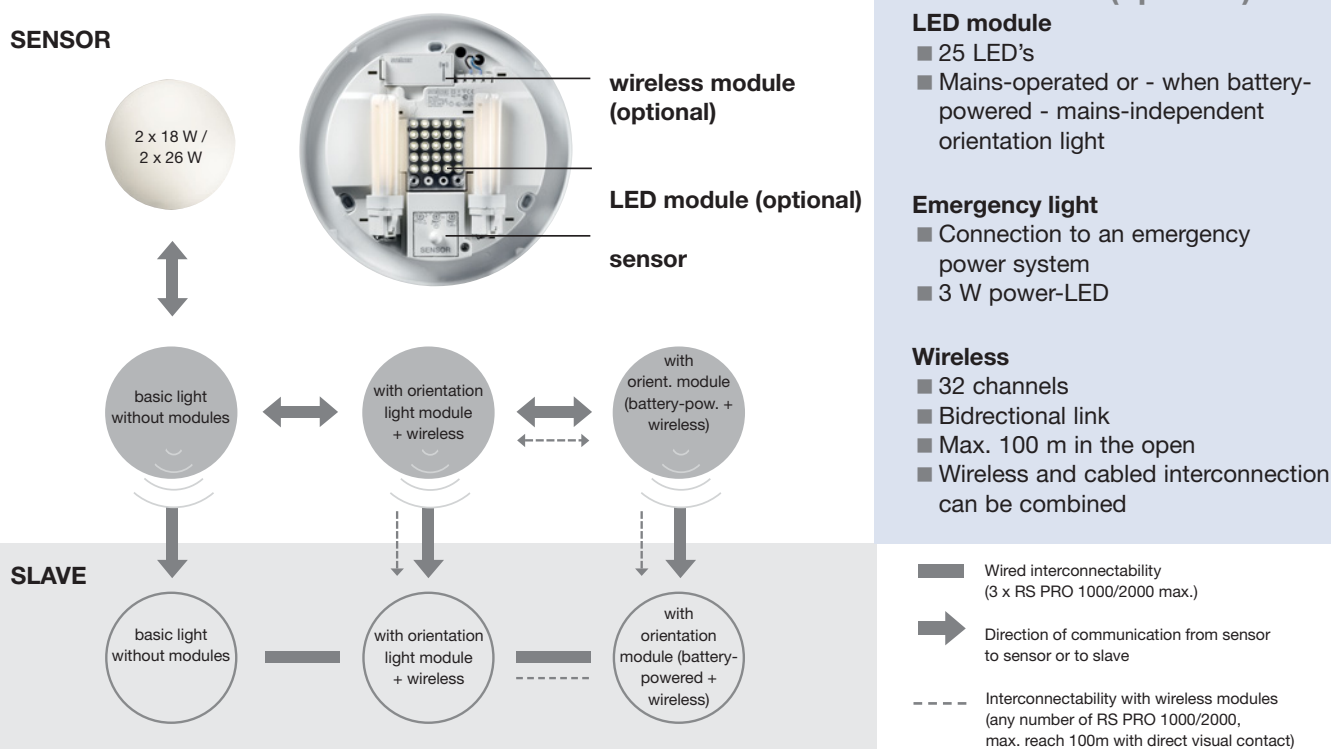 SENSOR
2 x 18 W /
2 x 26 W
wireless module
(optional)
LED module (optional)
sensor
SENSOR
basic light
without modules
with orientation
light module
+ wireless
with
orient. module
(battery-pow. +
wireless)
SLAVE
basic light
without modules
with orientation
light module
+ wireless
with
orientation
module (battery-
powered +
wireless)
LED module
■ 25 LED’s
■ Mains-operated or - when battery-
powered - mains-independent
orientation light
Emergency light
■ Connection to an emergency
power system
■ 3 W power-LED
Wireless
■ 32 channels
■ Bidrectional link
■ Max. 100 m in the open
■ Wireless and cabled interconnection
can be combined
Wired interconnectability
(3 x RS PRO 1000/2000 max.)
Direction of communication from sensor
to sensor or to slave
Interconnectability with wireless modules
(any number of RS PRO 1000/2000,
max. reach 100m with direct visual contact)